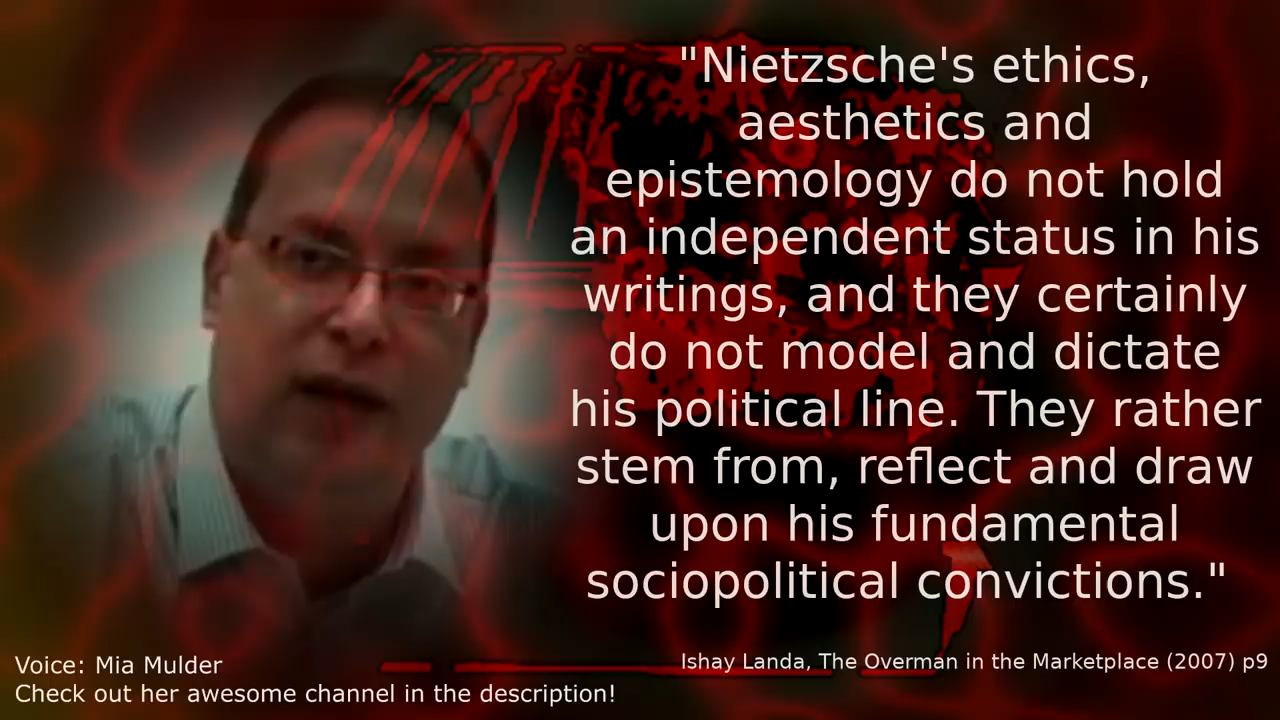 "Nietzsche's ethics,
aesthetics and
epistemology do not hold
an independent status in his
writings, and they certainly
do not model and dictate
his political line. They rather
stem from, reflect and draw
upon his fundamental
sociopolitical convictions."
Ishay Landa, The Overman in the Marketplace (2007) p9
Voice: Mia Mulder
Check out her awesome channel in the description!